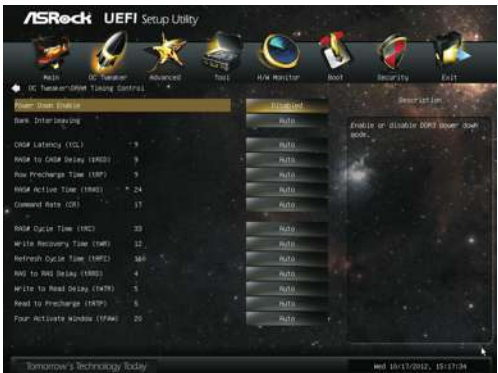 ASRock UEFI Setup Utility
Main OC Tweaker Advanced Tool H/W Monitor Boot Security Exit
OC Tweaker\DRAM Timing Control
Description
Power Down Enable Disabled
Enable or disable DDR3 power down mode.
Bank Interleaving Auto
CAS# Latency (tCL) 9 Auto
RAS# to CAS# Delay (tRCD) 9 Auto
Row Precharge Time (tRP) 9 Auto
RAS# Active Time (tRAS) 24 Auto
Command Rate (CR) 1T Auto
RAS# Cycle Time (tRC) 33 Auto
Write Recovery Time (tWR) 12 Auto
Refresh Cycle Time (tRFC) Auto
RAS to RAS Delay (tRRD) 4 Auto
Write to Read Delay (tWTR) 5 Auto
Read to Precharge (tRTP) 5 Auto
Four Activate Window (tFAW) 20 Auto
Tomorrow's Technology Today
Wed 10/17/2012, 15:17:34